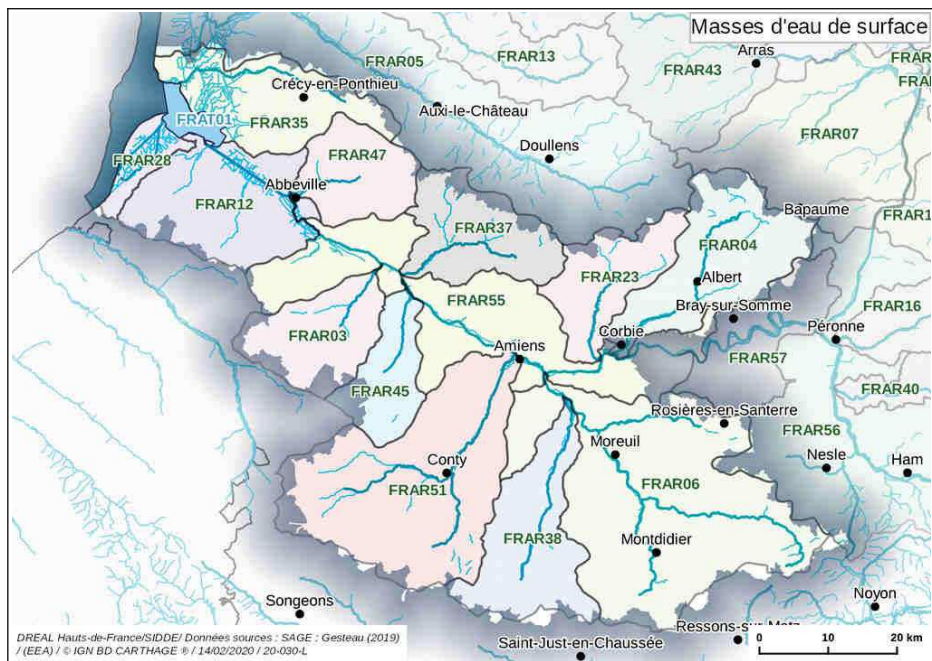 Masses d'eau de surface
FRAR05
FRAR13
Arras
FRAR43
Crécy-en-Ponthieu
Auxi-le-Château
FRAT01
FRAR35
FRAR07
Doullens
FRAR28
FRAR47
Abbeville
FRAR12
Bapaume
FRAR37
FRAR04
FRAR23
Albert
FRAR55
Bray-sur-Somme
FRAR16
FRAR03
Corbie
Péronne
Amiens
FRAR57
FRAR45
FRAR40
Rosières-en-Santerre
FRAR56
Moreuil
Nesle
Conty
Ham
FRAR51
FRAR06
FRAR38
Montdidier
Noyon
Songeons
Ressons-sur-Matz
Saint-Just-en-Chaussée
0 10 20 km
DREAL Hauts-de-France/SIDDE/ Données sources : SAGE : Gesteau (2019)
/ (EEA) / © IGN BD CARTHAGE ® / 14/02/2020 / 20-030-L